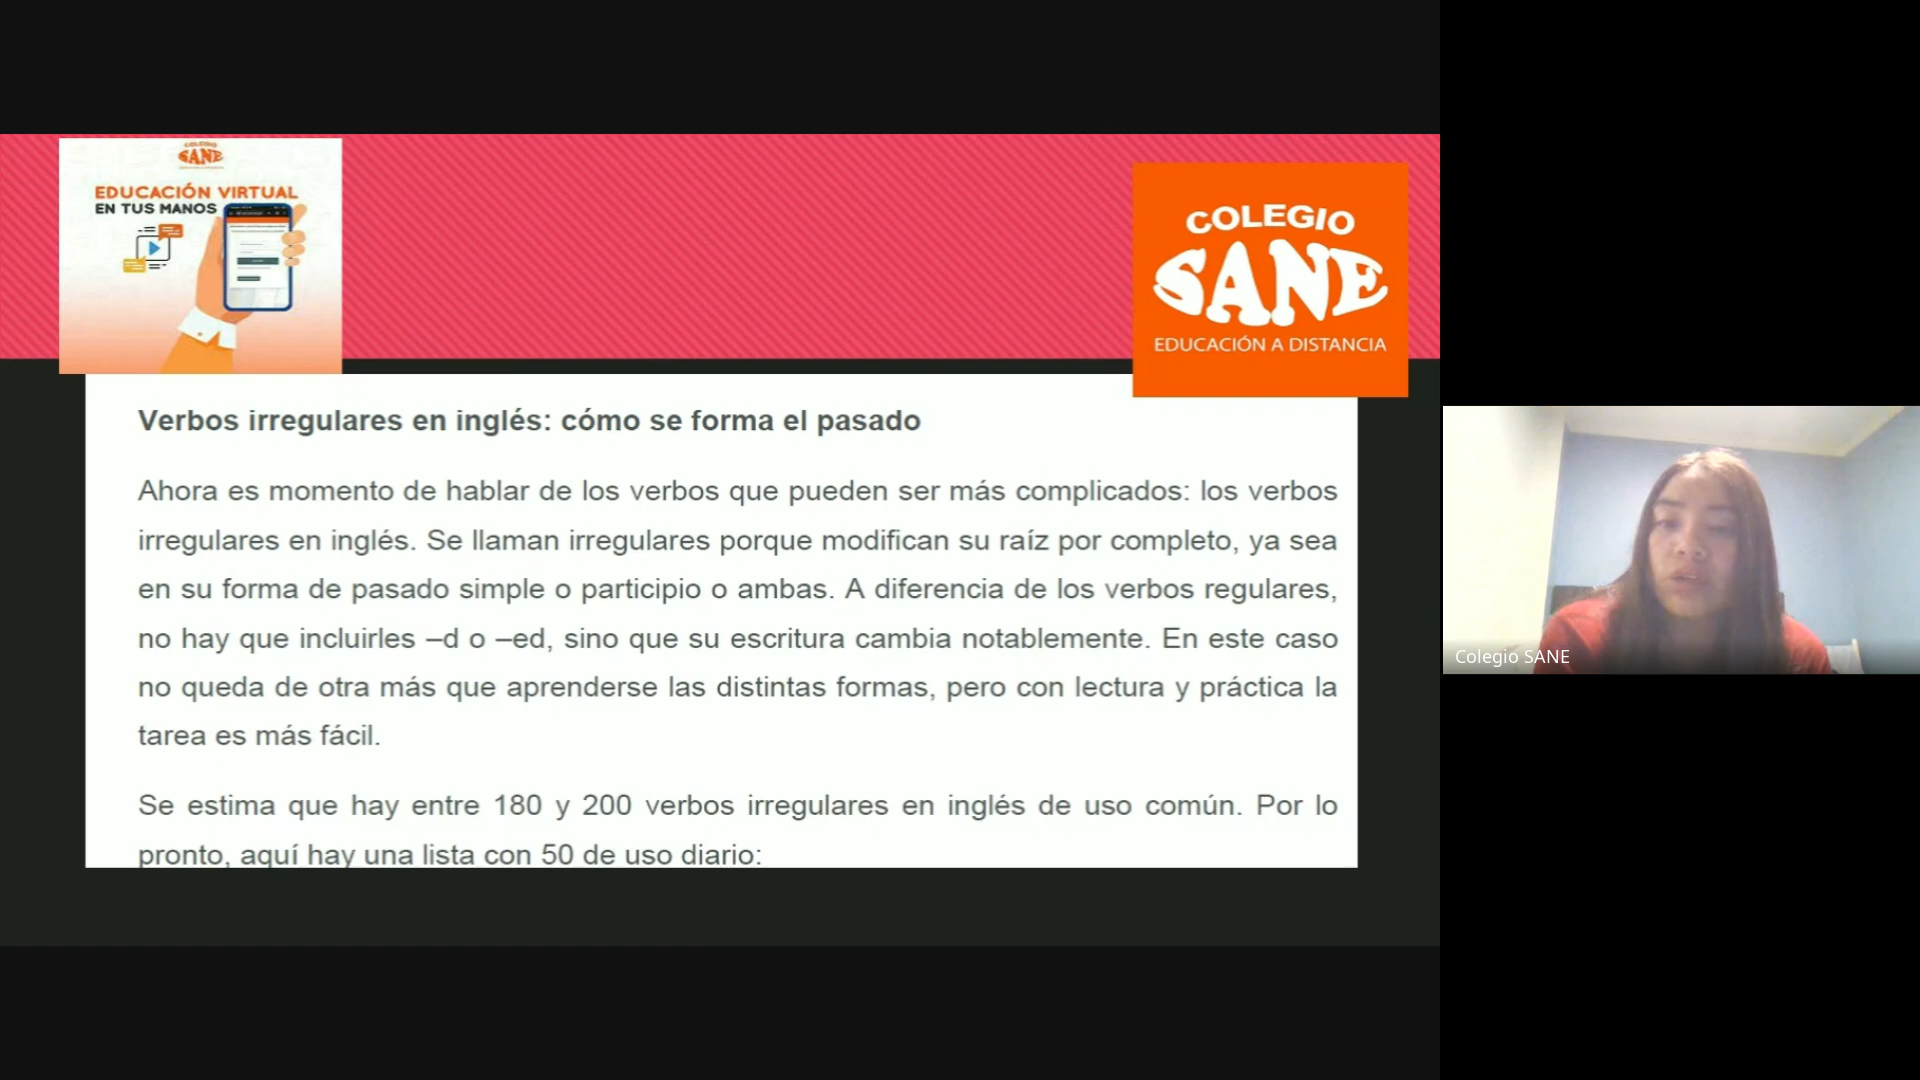 COLEGIO
SANE
EDUCACIÓN VIRTUAL
EN TUS MANOS
COLEGIO
SANE
EDUCACIÓN A DISTANCIA
Verbos irregulares en inglés: cómo se forma el pasado
Ahora es momento de hablar de los verbos que pueden ser más complicados: los verbos
irregulares en inglés. Se llaman irregulares porque modifican su raíz por completo, ya sea
en su forma de pasado simple o participio o ambas. A diferencia de los verbos regulares,
no hay que incluirles –d o –ed, sino que su escritura cambia notablemente. En este caso
no queda de otra más que aprenderse las distintas formas, pero con lectura y práctica la
tarea es más fácil.
Se estima que hay entre 180 y 200 verbos irregulares en inglés de uso común. Por lo
pronto, aquí hay una lista con 50 de uso diario:
Colegio SANE